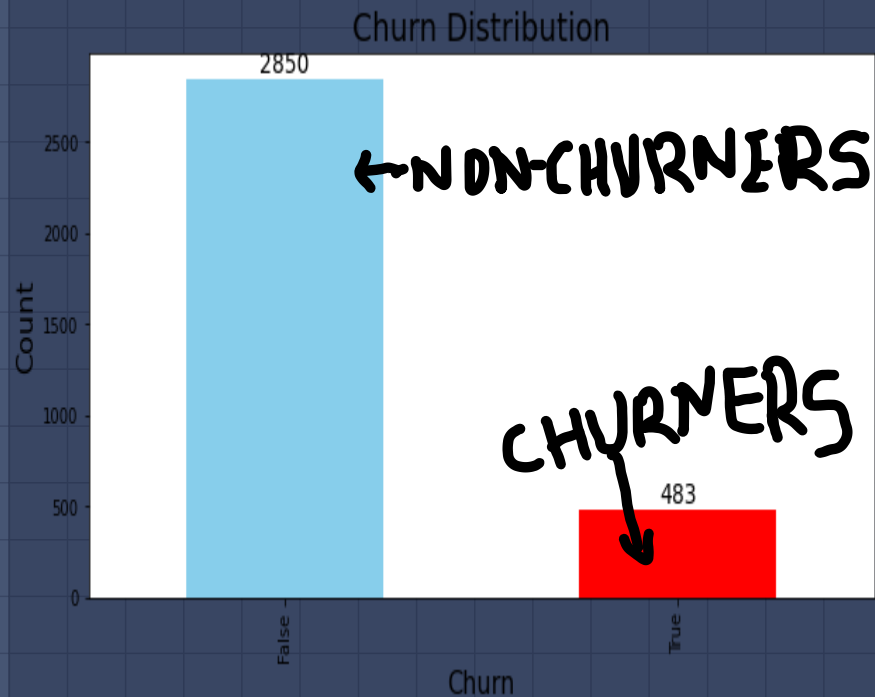 Churn Distribution
2850
2500
←NON-CHURNERS
2000
Count
1500
1000
CHURNERS
483
500
0
False
True
Churn